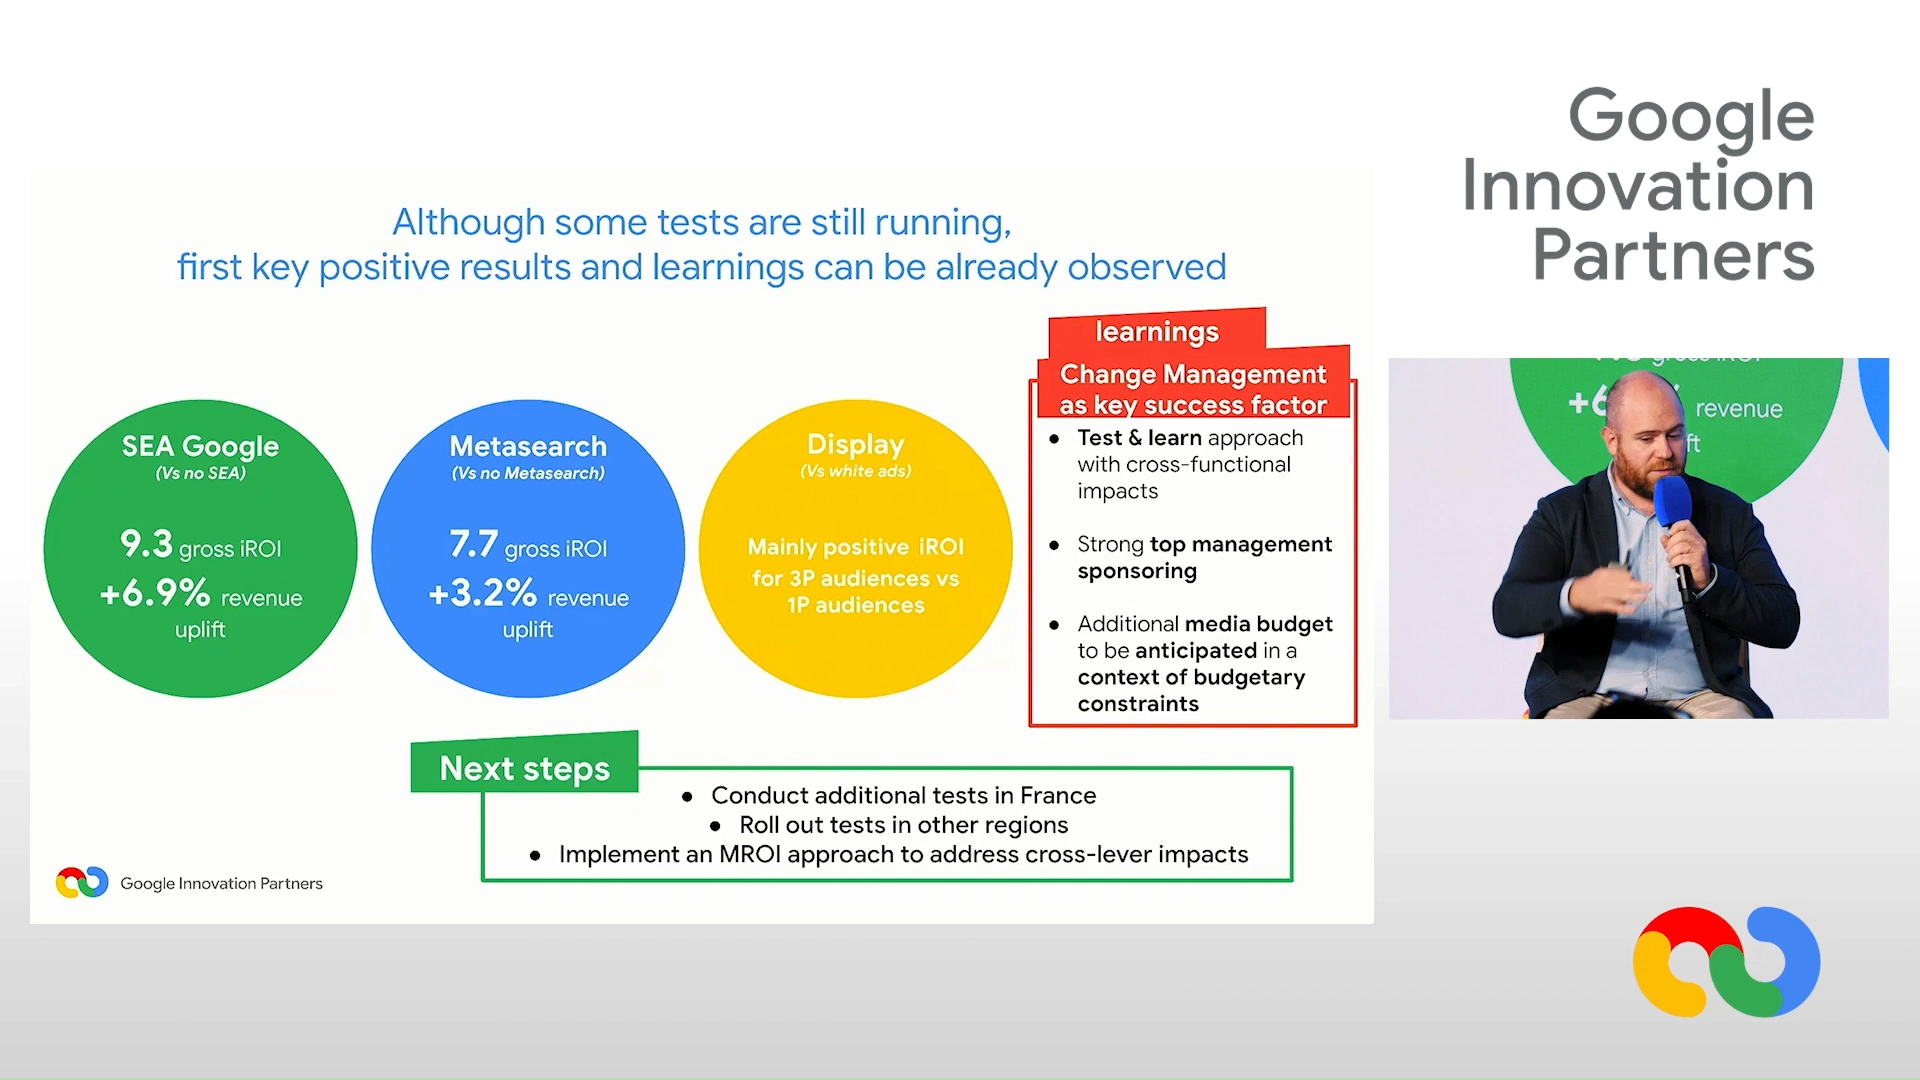 Google
Innovation
Partners
Although some tests are still running,
first key positive results and learnings can be already observed
SEA Google
(Vs no SEA)
9.3 gross iROI
+6.9% revenue
uplift
Metasearch
(Vs no Metasearch)
7.7 gross iROI
+3.2% revenue
uplift
Display
(Vs white ads)
Mainly positive iROI
for 3P audiences vs
1P audiences
learnings
Change Management
as key success factor
● Test & learn approach
with cross-functional
impacts
● Strong top management
sponsoring
● Additional media budget
to be anticipated in a
context of budgetary
constraints
Next steps
● Conduct additional tests in France
● Roll out tests in other regions
● Implement an MROI approach to address cross-lever impacts
Google Innovation Partners
revenue